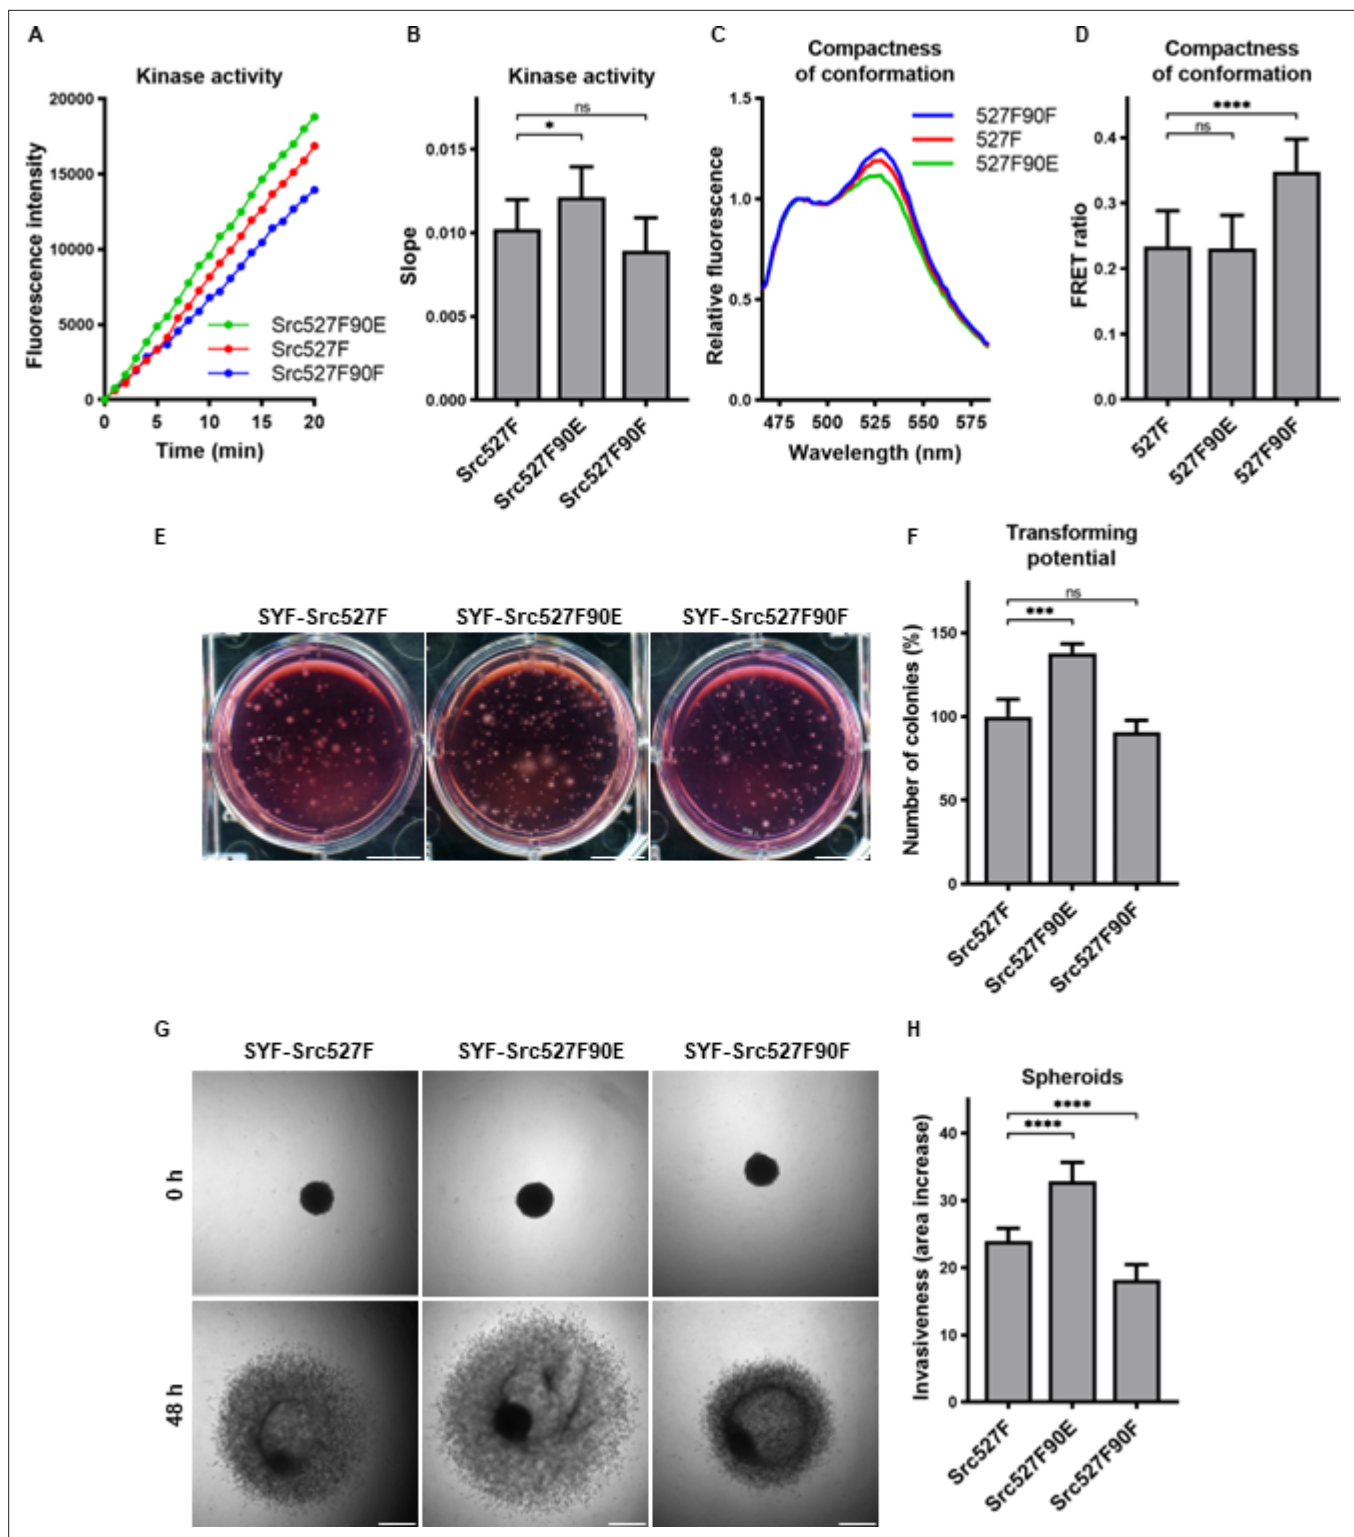 A
Kinase activity
20000
15000
10000
5000
0
Fluorescence intensity
Src527F90E
Src527F
Src527F90F
0 5 10 15 20
Time (min)
B
Kinase activity
ns
*
0.015
0.010
0.005
0.000
Slope
Src527F
Src527F90E
Src527F90F
C
Compactness
of conformation
1.5
1.0
0.5
0.0
Relative fluorescence
527F90F
527F
527F90E
475 500 525 550 575
Wavelength (nm)
D
Compactness
of conformation
****
ns
0.4
0.3
0.2
0.1
0.0
FRET ratio
527F
527F90E
527F90F
E
SYF-Src527F SYF-Src527F90E SYF-Src527F90F
F
Transforming
potential
ns
***
150
100
50
0
Number of colonies (%)
Src527F
Src527F90E
Src527F90F
G
SYF-Src527F SYF-Src527F90E SYF-Src527F90F
0 h
48 h
H
Spheroids
****
****
40
30
20
10
0
Invasiveness (area increase)
Src527F
Src527F90E
Src527F90F